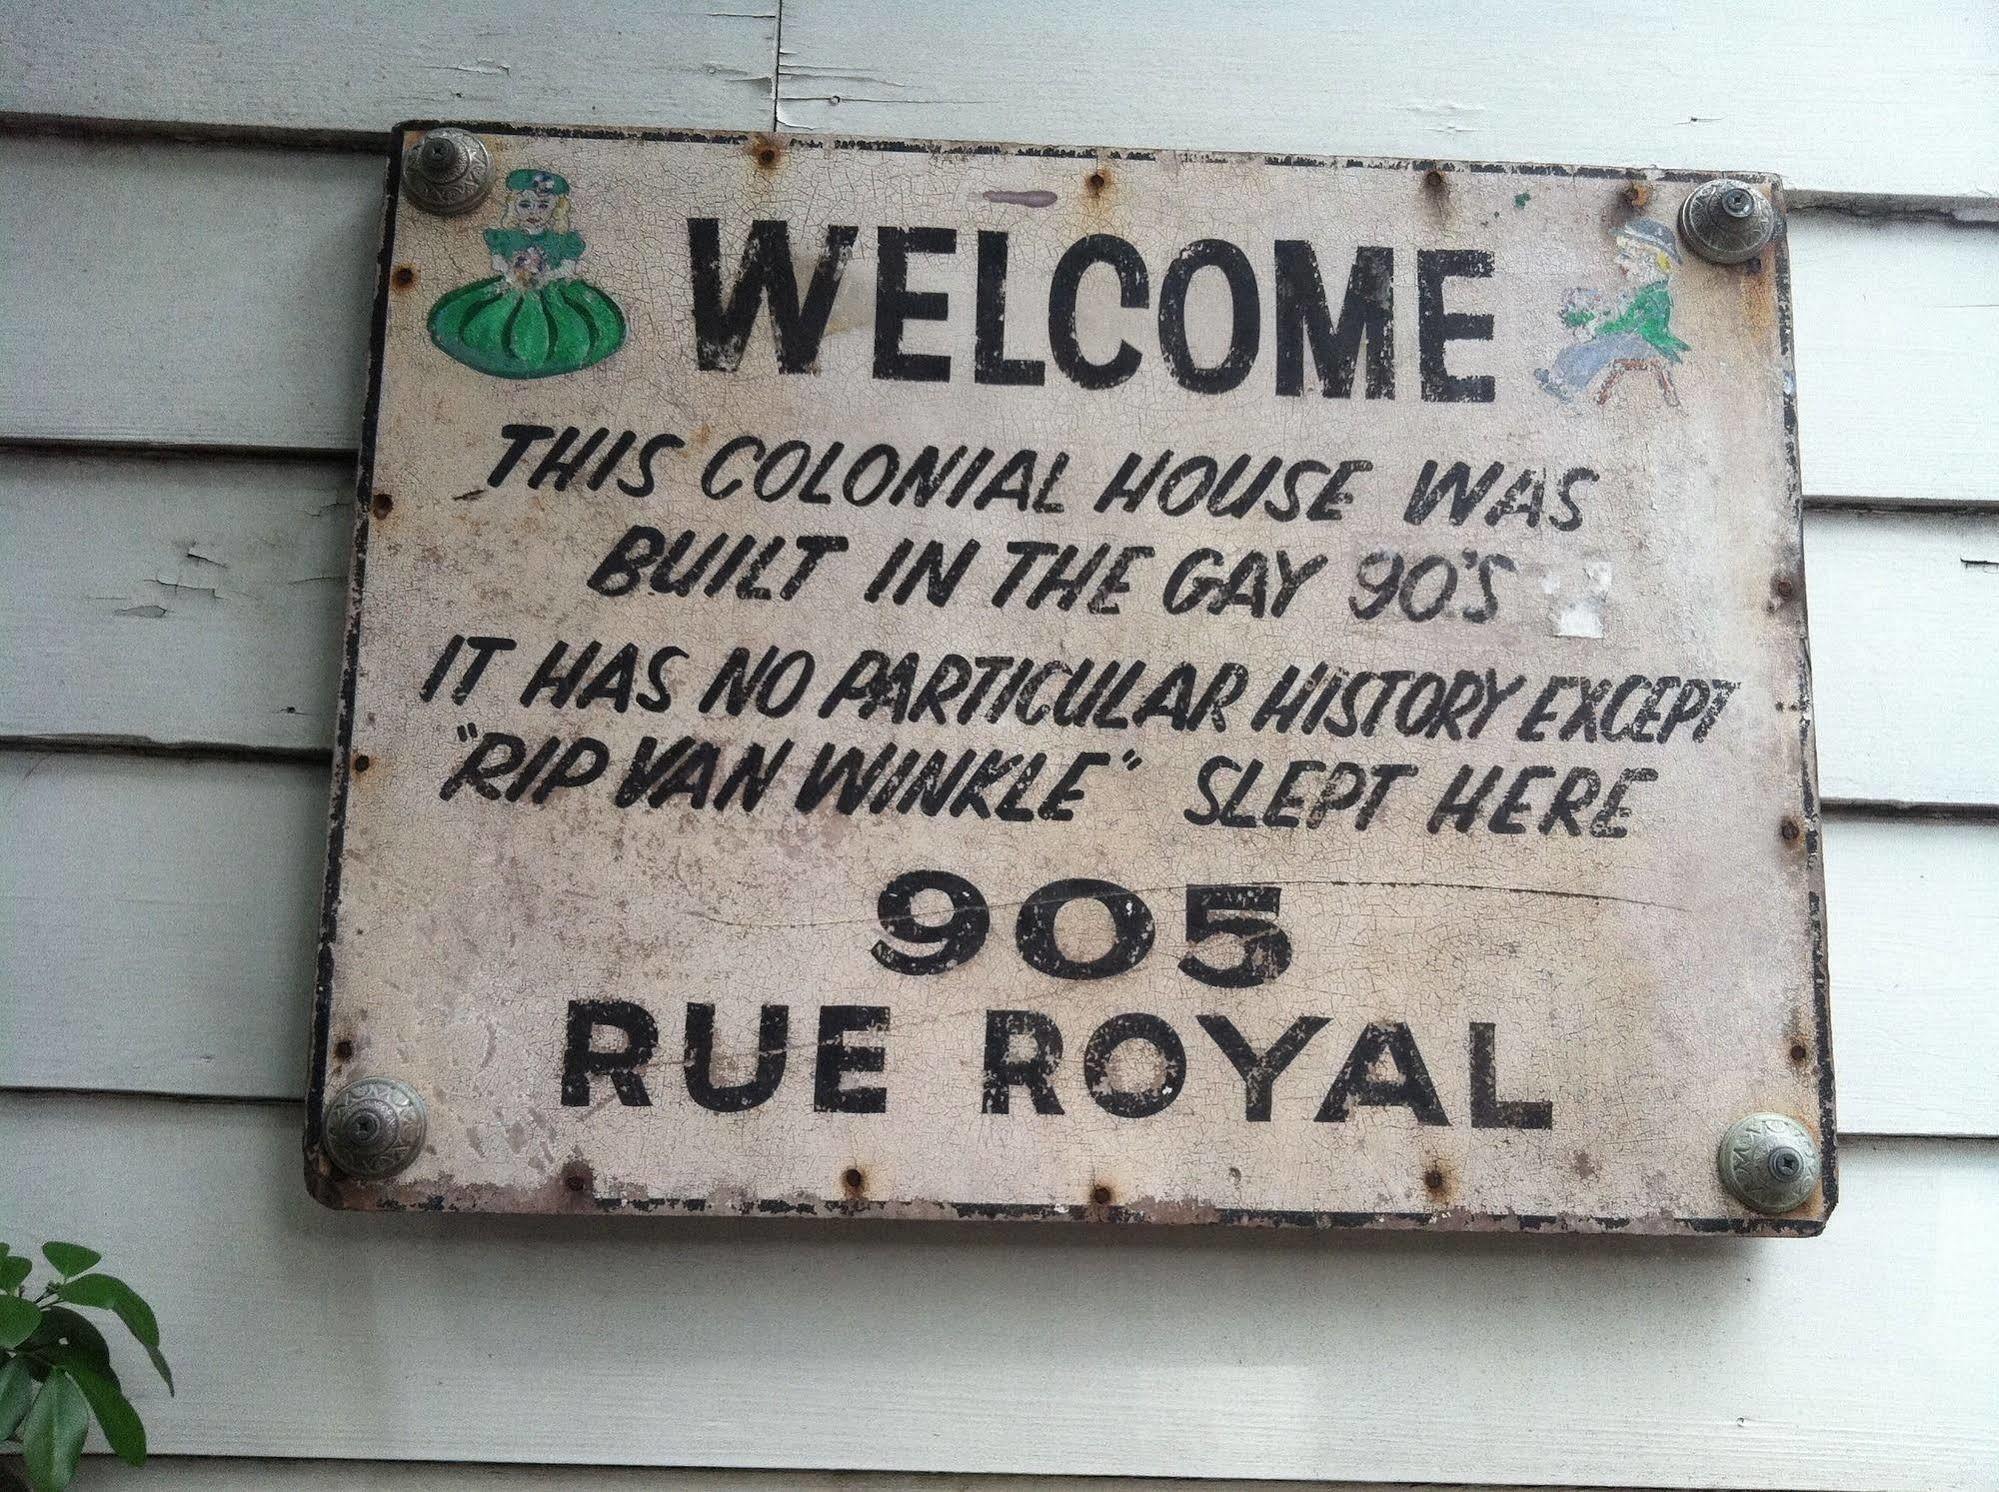 WELCOME
THIS COLONIAL HOUSE WAS
BUILT IN THE GAY 90'S
IT HAS NO PARTICULAR HISTORY EXCEPT
"RIP VAN WINKLE" SLEPT HERE
905
RUE ROYAL